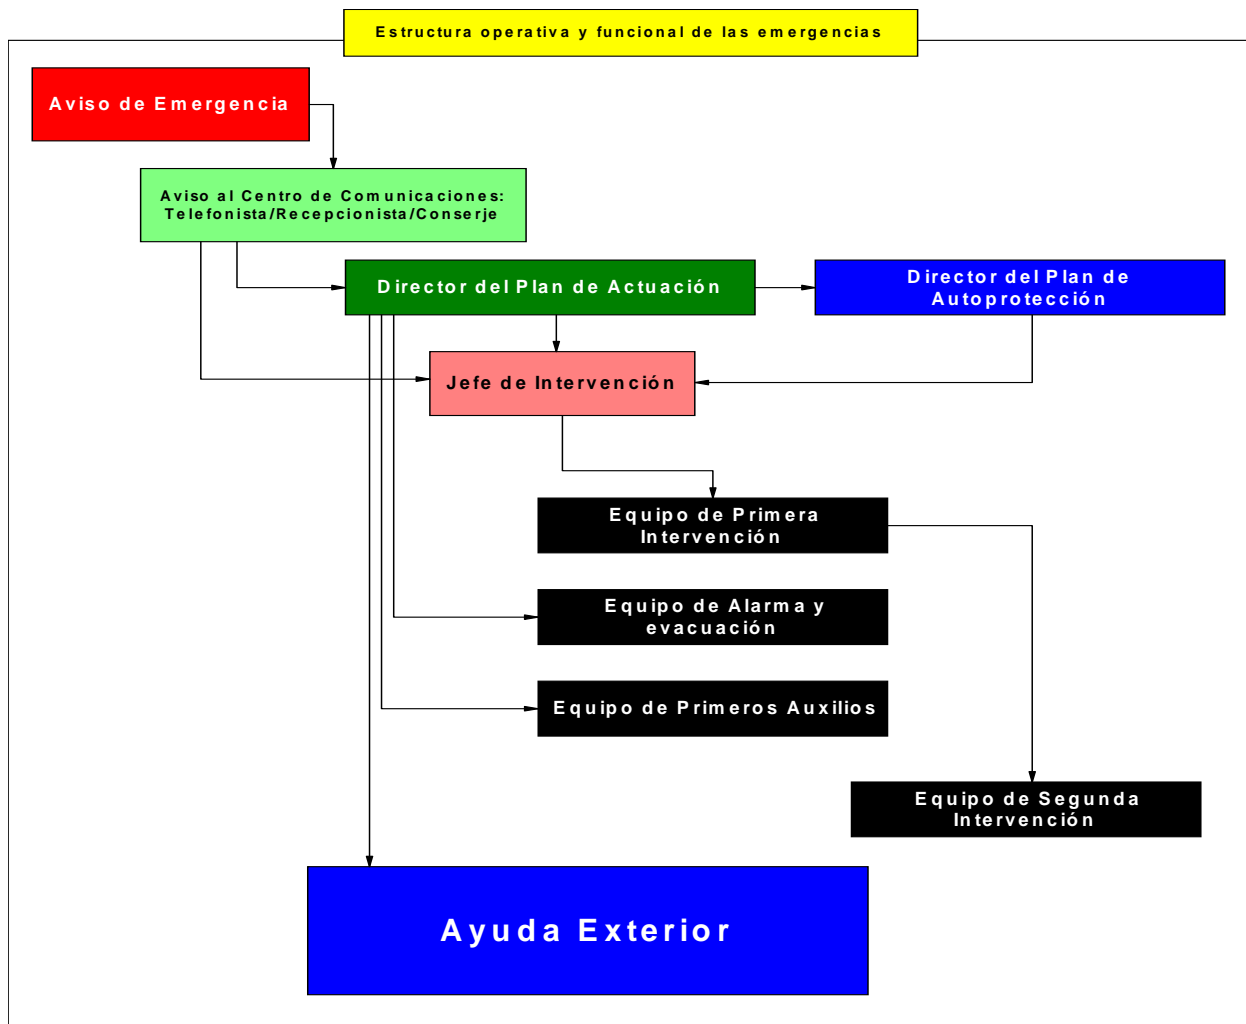 Estructura operativa y funcional de las emergencias
Aviso de Emergencia
Aviso al Centro de Comunicaciones:
Telefonista/Recepcionista/Conserje
Director del Plan de Actuación
Director del Plan de
Autoprotección
Jefe de Intervención
Equipo de Primera
Intervención
Equipo de Alarma y
evacuación
Equipo de Primeros Auxilios
Equipo de Segunda
Intervención
Ayuda Exterior